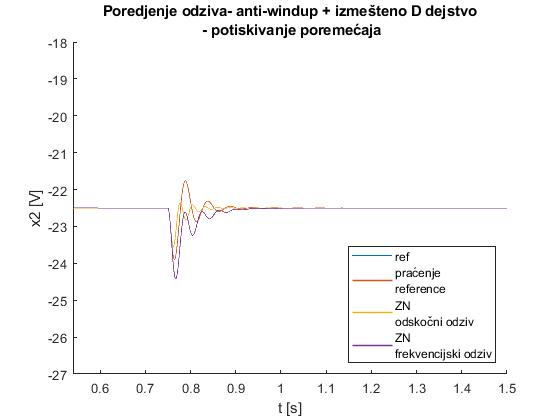 Poredjenje odziva- anti-windup + izmešteno D dejstvo
- potiskivanje poremećaja
-18
-19
-20
-21
-22
-23
-24
-25
-26
-27
x2 [V]
0.6 0.7 0.8 0.9 1 1.1 1.2 1.3 1.4 1.5
t [s]
ref
praćenje
reference
ZN
odskočni odziv
ZN
frekvencijski odziv